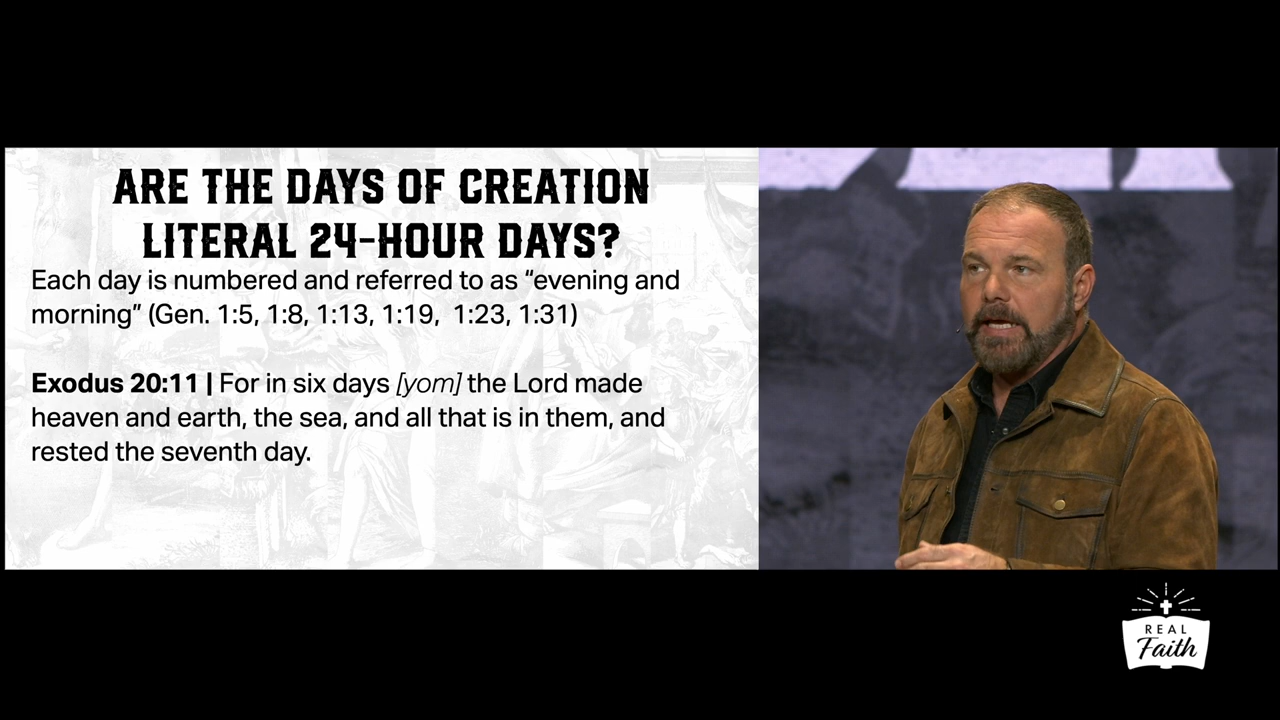 ARE THE DAYS OF CREATION
LITERAL 24-HOUR DAYS?
Each day is numbered and referred to as “evening and
morning” (Gen. 1:5, 1:8, 1:13, 1:19,  1:23, 1:31)
Exodus 20:11 | For in six days [yom] the Lord made
heaven and earth, the sea, and all that is in them, and
rested the seventh day.
REAL
Faith